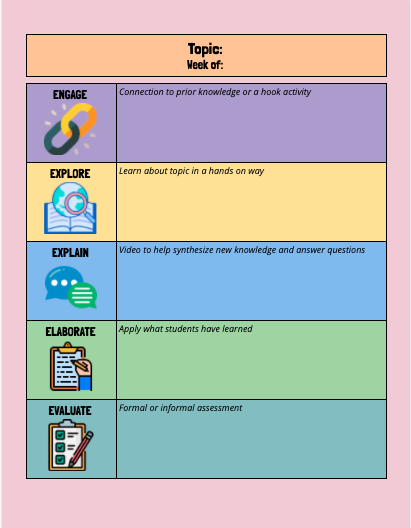 Topic:
Week of:
ENGAGE
Connection to prior knowledge or a hook activity
EXPLORE
Learn about topic in a hands on way
EXPLAIN
Video to help synthesize new knowledge and answer questions
ELABORATE
Apply what students have learned
EVALUATE
Formal or informal assessment